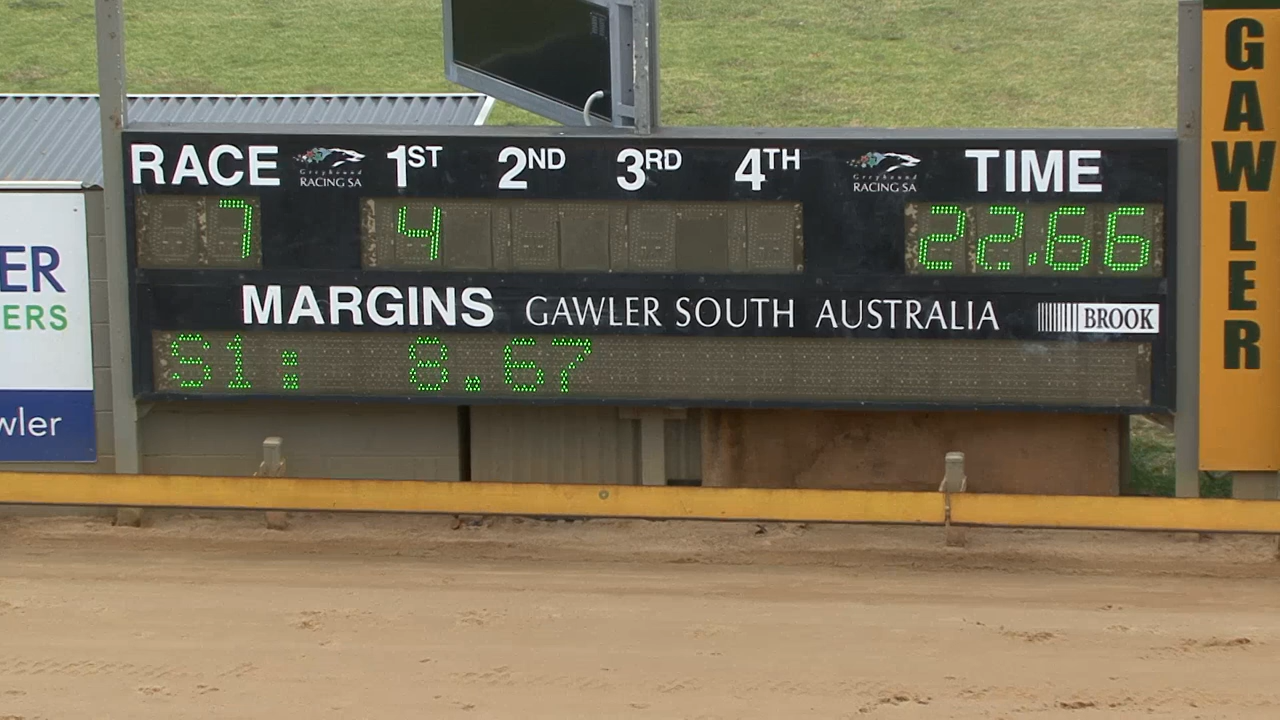 RACE Greyhound RACING SA 1ST 2ND 3RD 4TH Greyhound RACING SA TIME
7 4 22.66
MARGINS GAWLER SOUTH AUSTRALIA BROOK
S1: 8.67
GAWLER
ER
ERS
wler